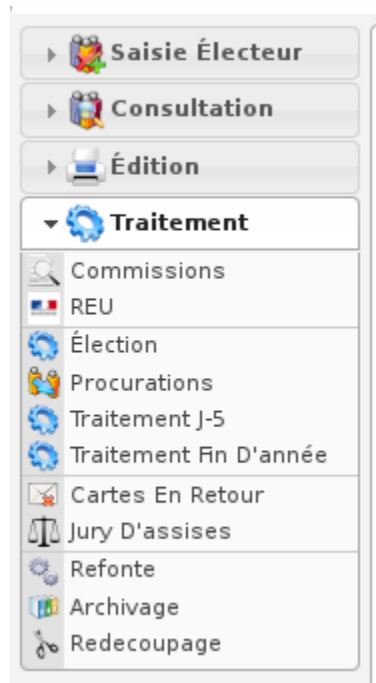 Saisie Électeur
Consultation
Édition
Traitement
Commissions
REU
Élection
Procurations
Traitement J-5
Traitement Fin D'année
Cartes En Retour
Jury D'assises
Refonte
Archivage
Redecoupage